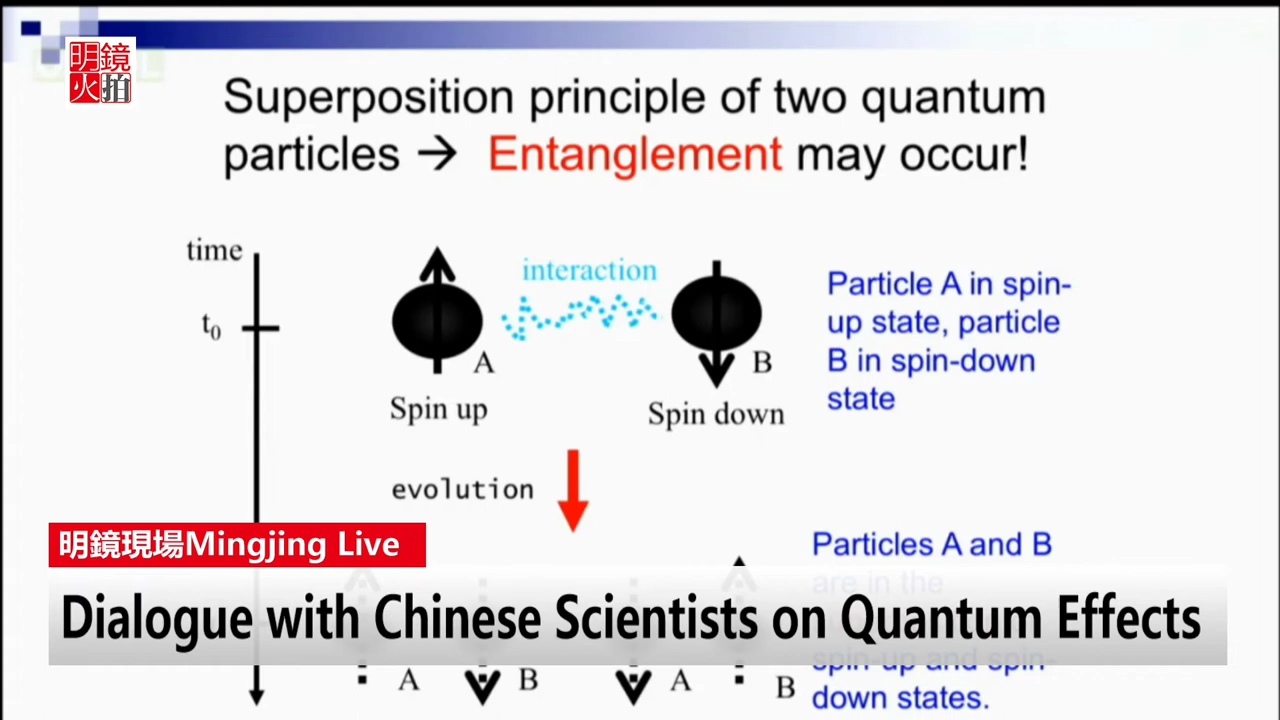 明鏡
火拍
Superposition principle of two quantum
particles → Entanglement may occur!
time
t₀
interaction
A
B
Spin up
Spin down
Particle A in spin-
up state, particle
B in spin-down
state
evolution
明鏡現場Mingjing Live
Dialogue with Chinese Scientists on Quantum Effects
Particles A and B
are in the
spin-up and spin-
down states.
A
B
A
B